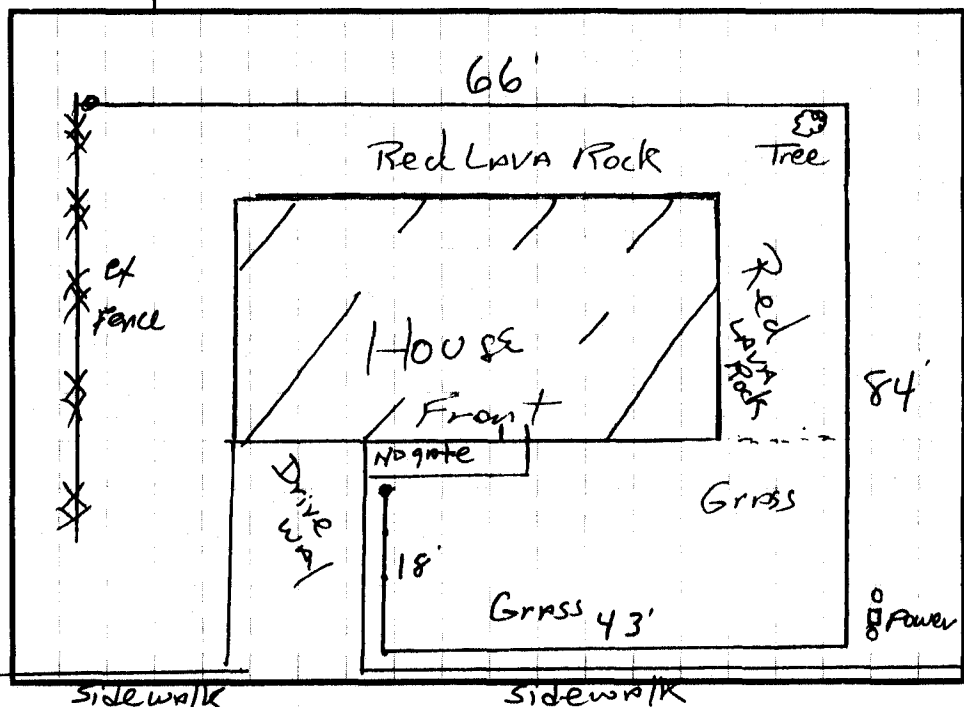 66'
Red LAVA Rock
Tree
ex
Fence
House
Front
Red
LAVA
Rock
84'
No gate
Drive
way
Grass
18'
Grass 43'
Power
Sidewalk
Sidewalk